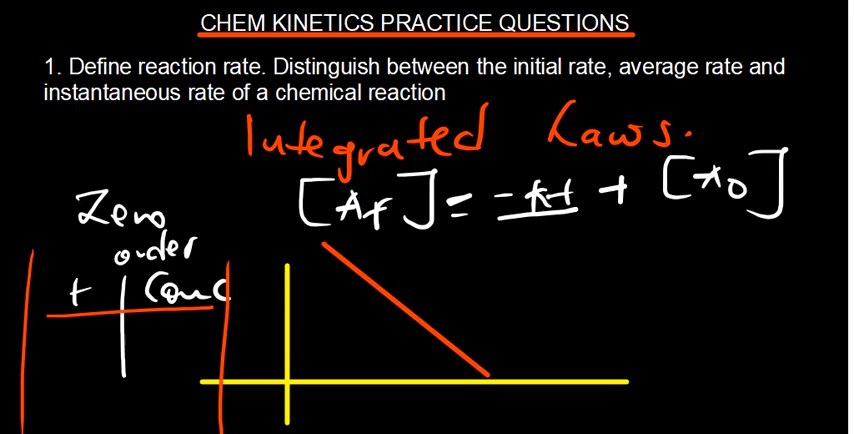 CHEM KINETICS PRACTICE QUESTIONS
1. Define reaction rate. Distinguish between the initial rate, average rate and
instantaneous rate of a chemical reaction
Integrated Laws.
[At] = -kt + [A0]
Zero
order
t Conc